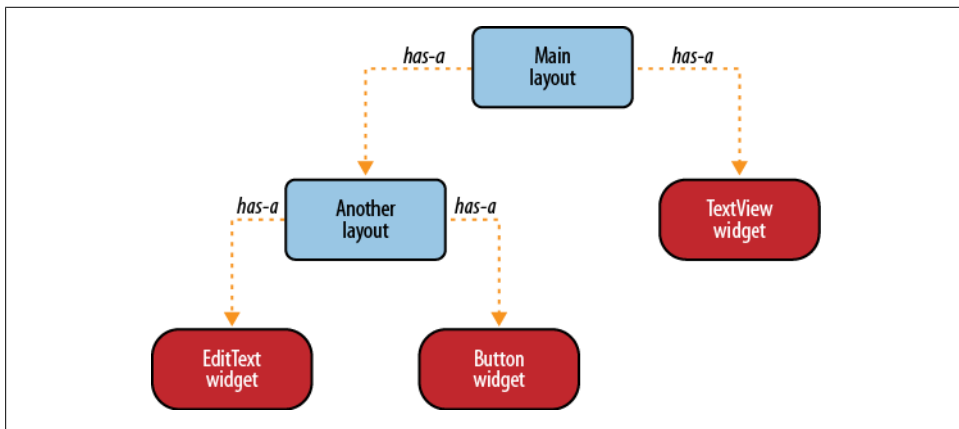 has-a
Main
layout
has-a
has-a
Another
layout
has-a
TextView
widget
EditText
widget
Button
widget